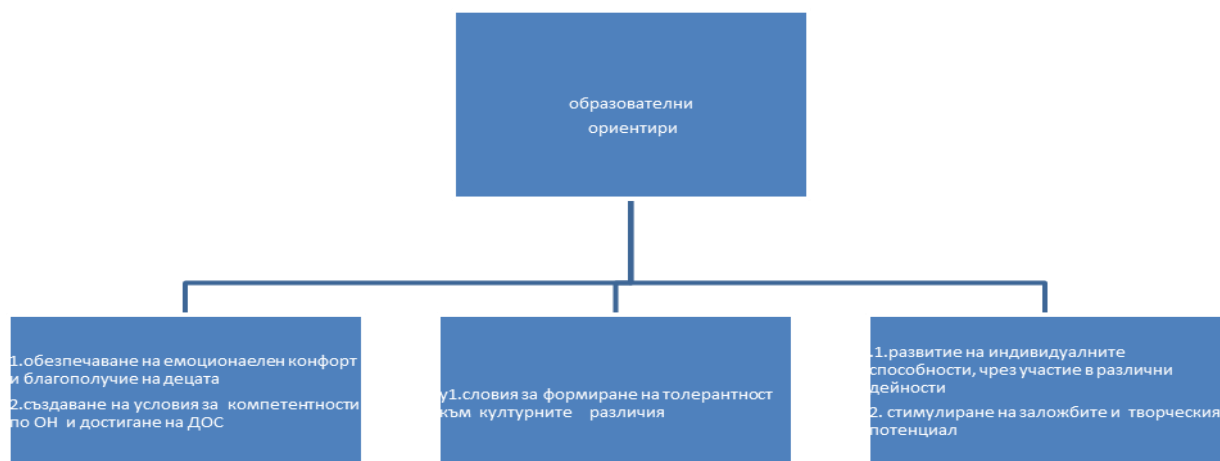 образователни
ориентири
1.обезпечаване на емоционаелен конфорт
и благополучие на децата
2.създаване на условия за компетентности
по ОН и достигане на ДОС
у1.словия за формиране на толерантност
към културните различия
.1.развитие на индивидуалните
способности, чрез участие в различни
дейности
2. стимулиране на заложбите и творческия
потенциал